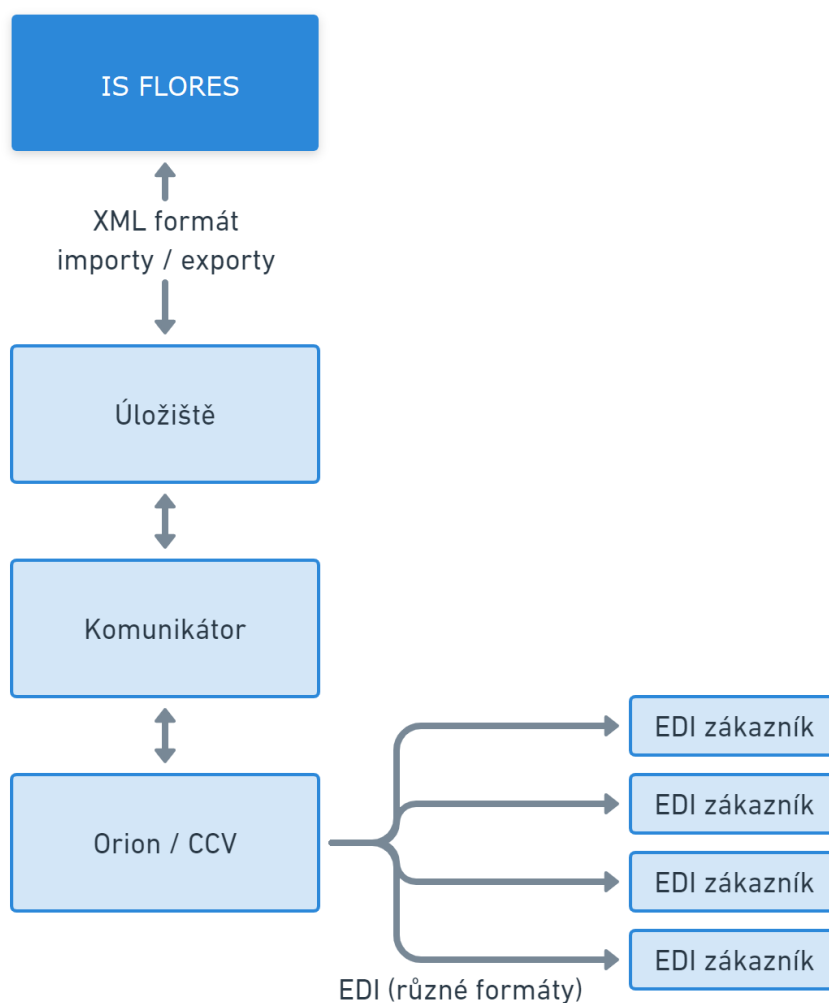 IS FLORES
XML formát
importy / exporty
Úložiště
Komunikátor
EDI zákazník
EDI zákazník
Orion / CCV
EDI zákazník
EDI zákazník
EDI (různé formáty)